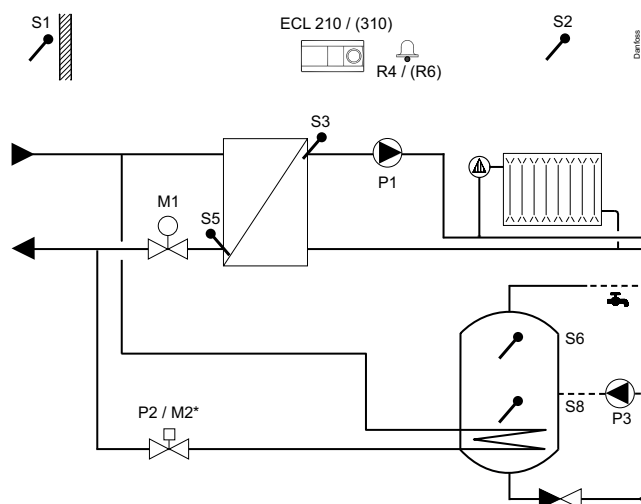 S1
ECL 210 / (310)
S2
Danfoss
R4 / (R6)
S3
P1
M1
S5
S6
S8
P3
P2 / M2*